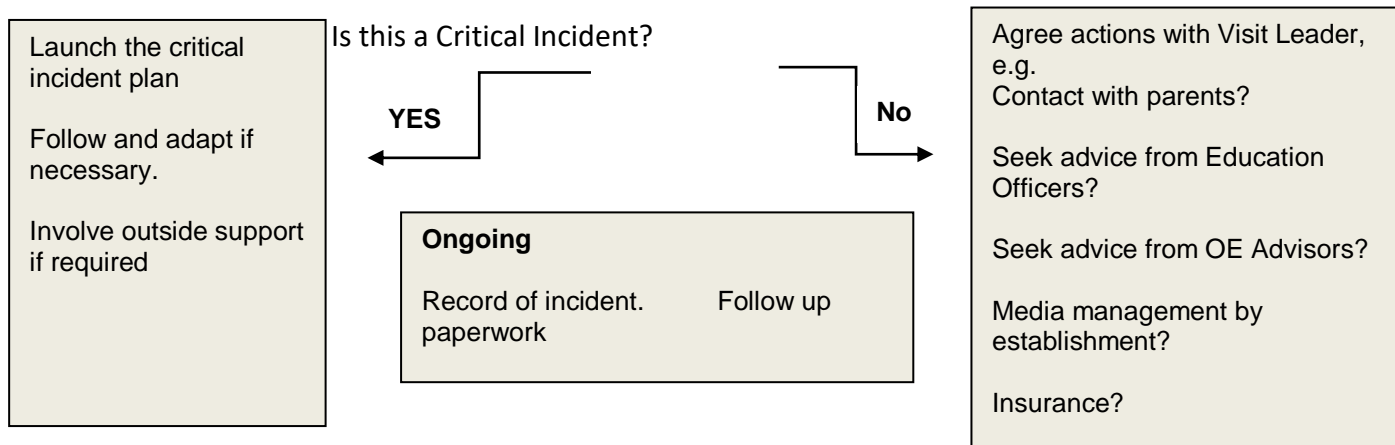 Is this a Critical Incident?
Launch the critical
incident plan
Follow and adapt if
necessary.
Involve outside support
if required
YES
No
Ongoing
Record of incident. Follow up
paperwork
Agree actions with Visit Leader,
e.g.
Contact with parents?
Seek advice from Education
Officers?
Seek advice from OE Advisors?
Media management by
establishment?
Insurance?